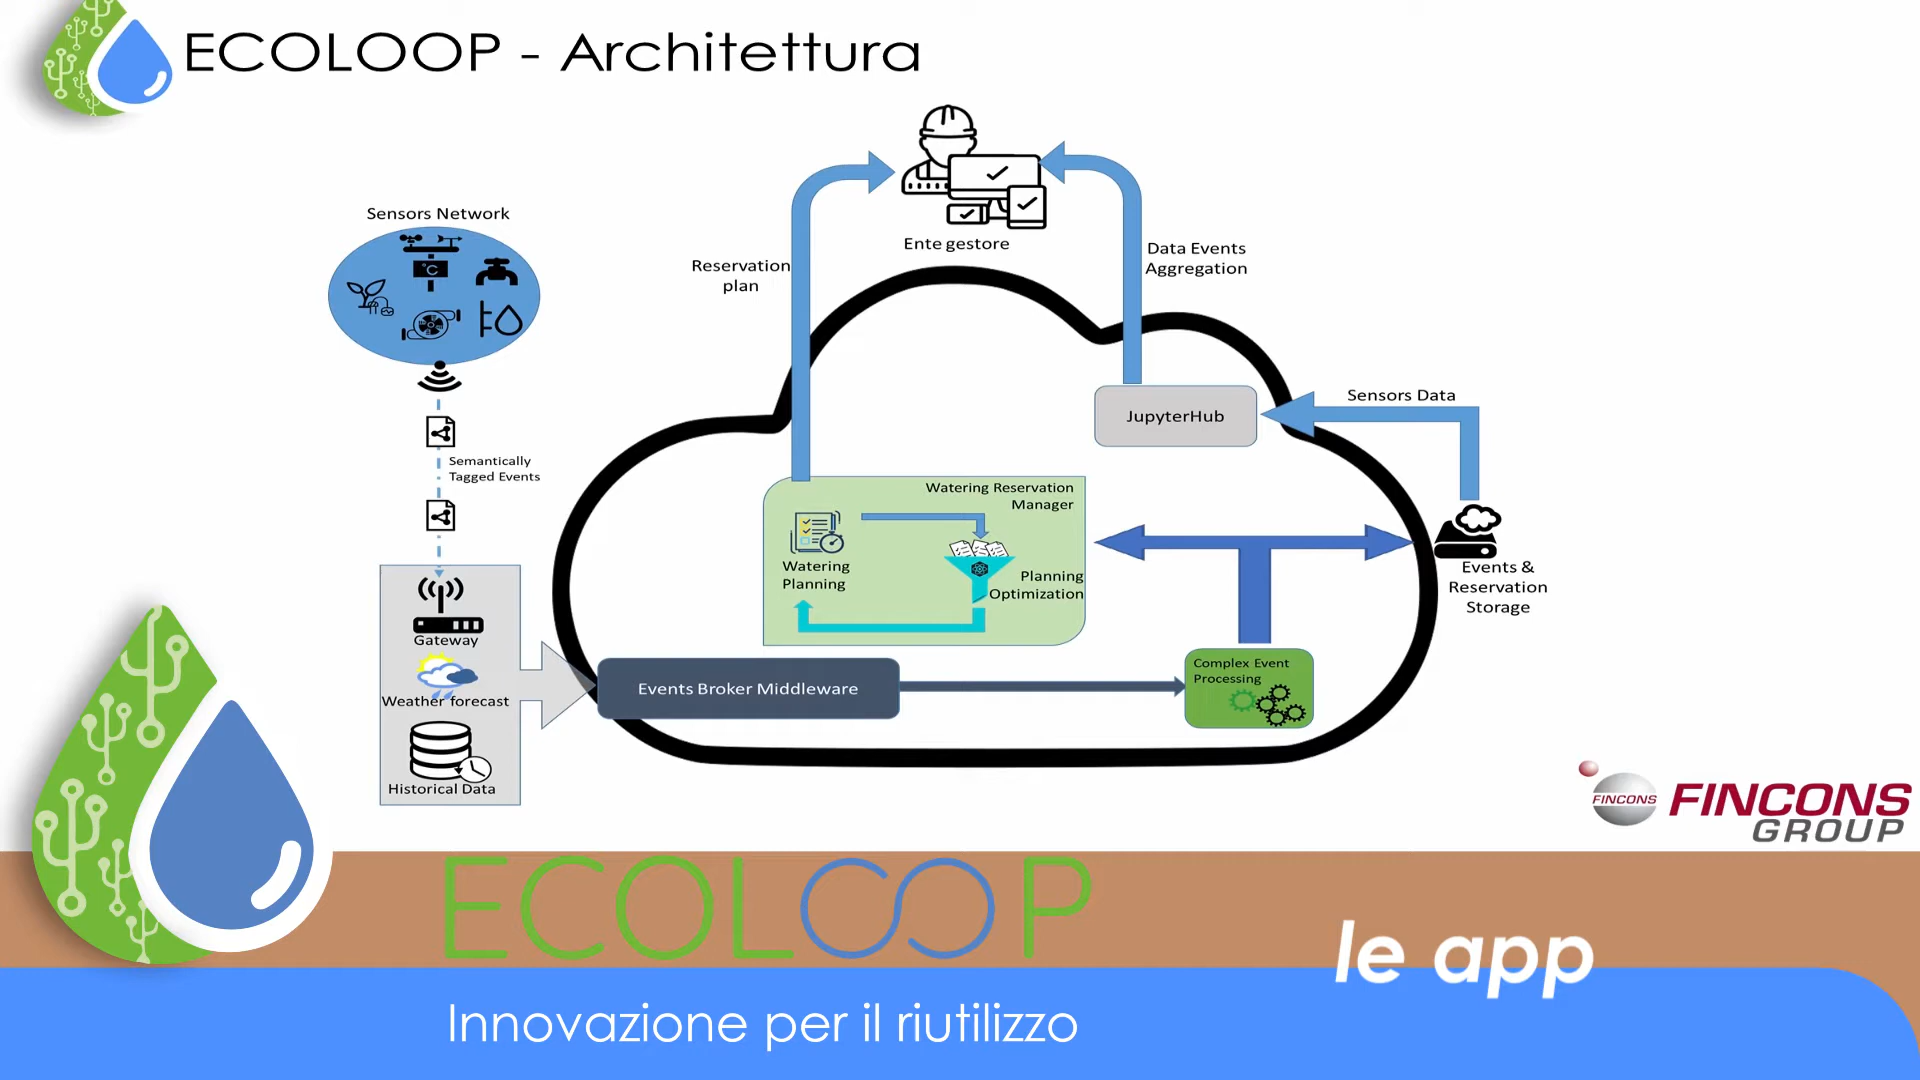 ECOLOOP - Architettura
Sensors Network
°C
Semantically
Tagged Events
Gateway
Weather forecast
Historical Data
Reservation
plan
Ente gestore
Data Events
Aggregation
JupyterHub
Sensors Data
Watering Reservation
Manager
Watering
Planning
Planning
Optimization
Events &
Reservation
Storage
Events Broker Middleware
Complex Event
Processing
FINCONS
FINCONS
GROUP
ECOLOOP
le app
Innovazione per il riutilizzo